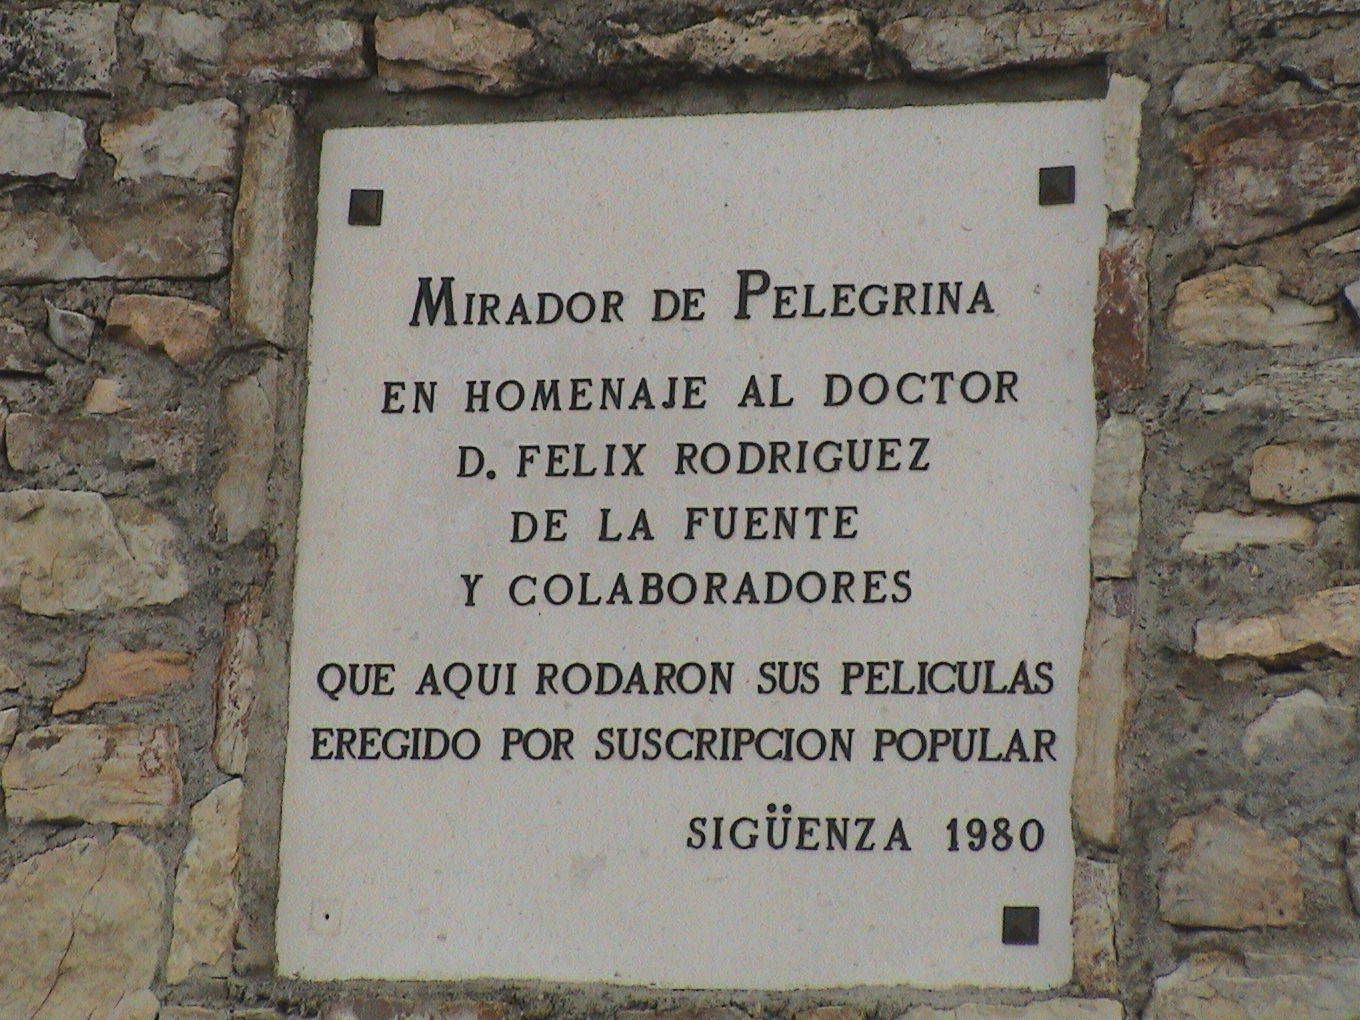 MIRADOR DE PELEGRINA
EN HOMENAJE AL DOCTOR
D. FELIX RODRIGUEZ
DE LA FUENTE
Y COLABORADORES
QUE AQUI RODARON SUS PELICULAS
EREGIDO POR SUSCRIPCION POPULAR
SIGÜENZA 1980